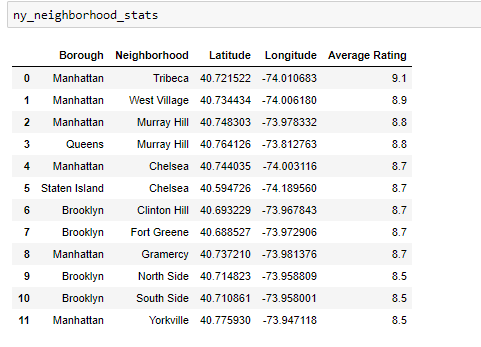 ny_neighborhood_stats
Borough Neighborhood Latitude Longitude Average Rating
0 Manhattan Tribeca 40.721522 -74.010683 9.1
1 Manhattan West Village 40.734434 -74.006180 8.9
2 Manhattan Murray Hill 40.748303 -73.978332 8.8
3 Queens Murray Hill 40.764126 -73.812763 8.8
4 Manhattan Chelsea 40.744035 -74.003116 8.7
5 Staten Island Chelsea 40.594726 -74.189560 8.7
6 Brooklyn Clinton Hill 40.693229 -73.967843 8.7
7 Brooklyn Fort Greene 40.688527 -73.972906 8.7
8 Manhattan Gramercy 40.737210 -73.981376 8.7
9 Brooklyn North Side 40.714823 -73.958809 8.5
10 Brooklyn South Side 40.710861 -73.958001 8.5
11 Manhattan Yorkville 40.775930 -73.947118 8.5